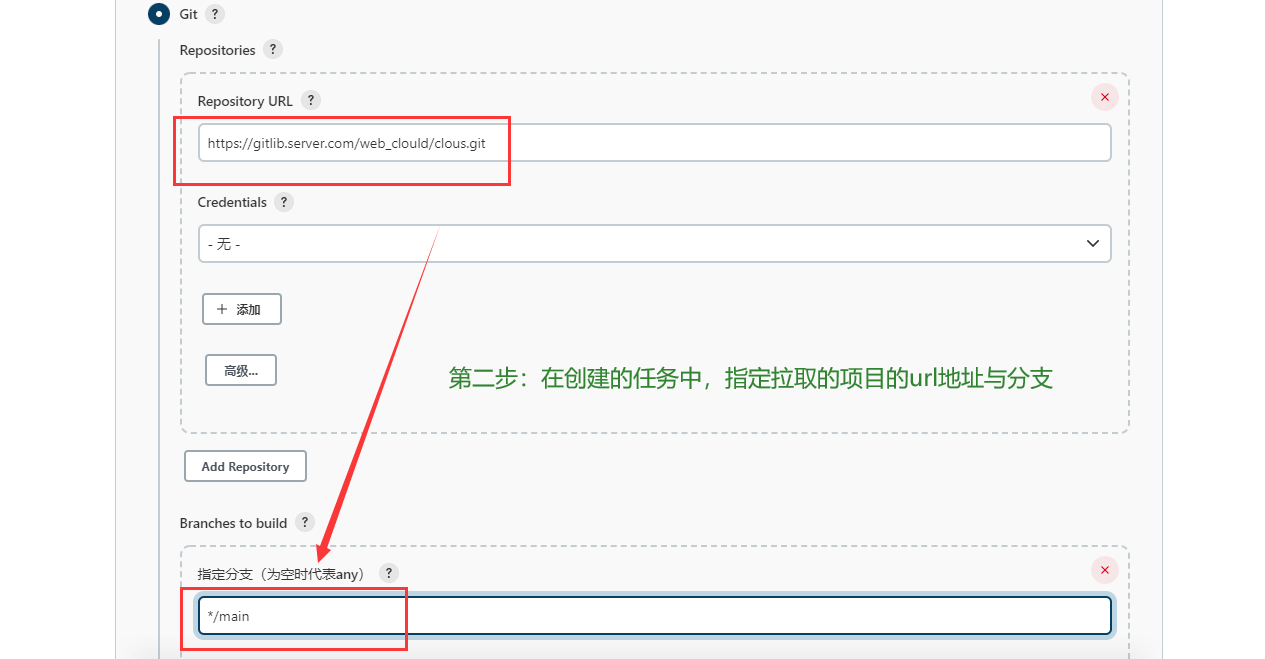 Git ?
Repositories ?
Repository URL ?
https://gitlib.server.com/web_clould/clous.git
Credentials ?
- 无 -
+ 添加
高级...
第二步：在创建的任务中，指定拉取的项目的url地址与分支
Add Repository
Branches to build ?
指定分支（为空时代表any） ?
*/main